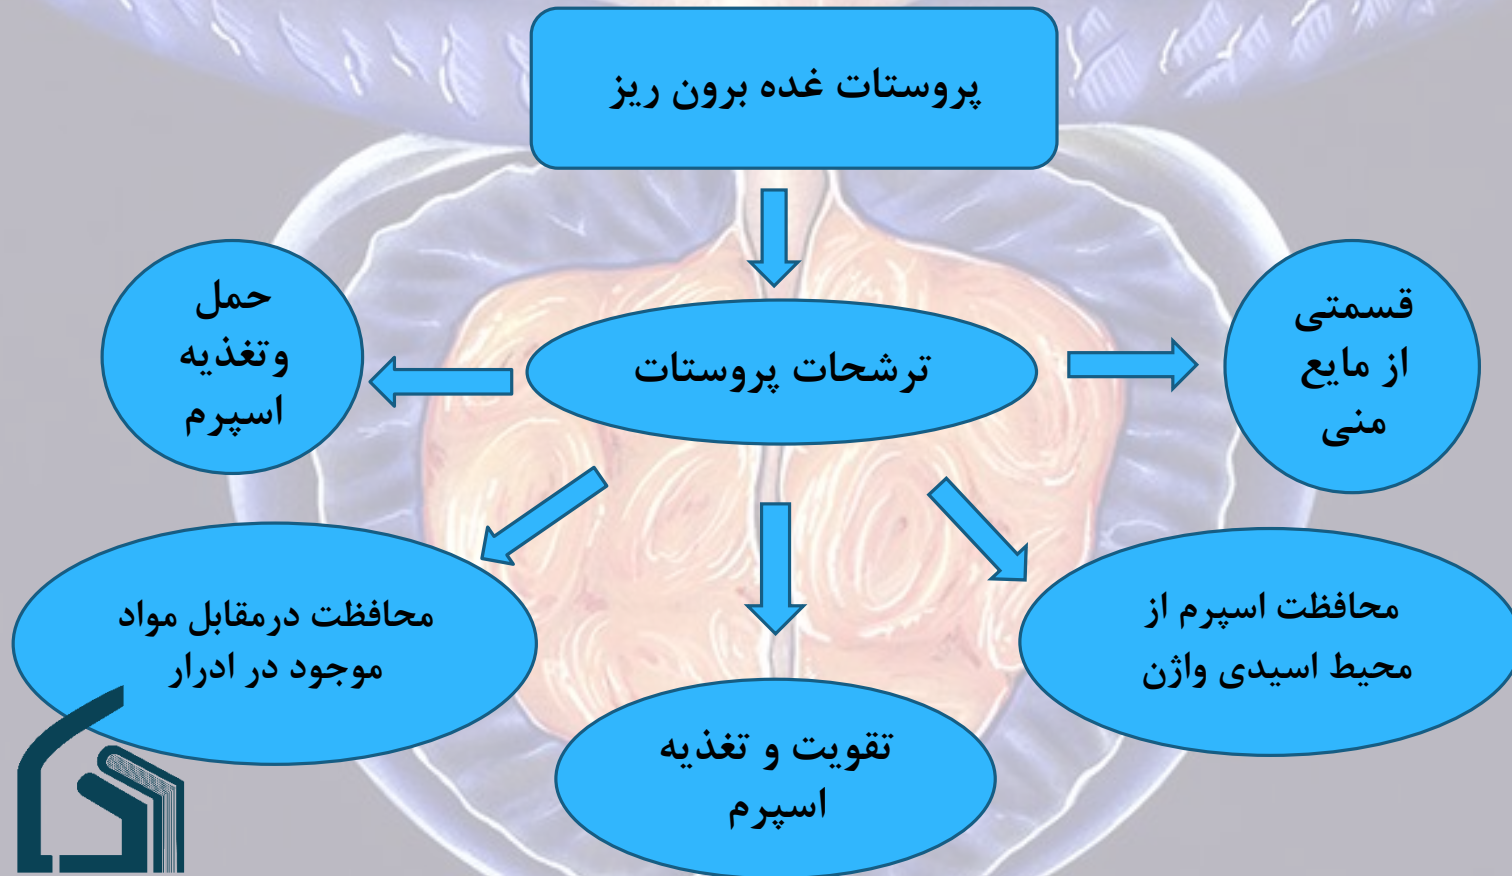 پروستات غده برون ریز
ترشحات پروستات
قسمتی
از مایع
منی
حمل
وتغذیه
اسپرم
محافظت اسپرم از
محیط اسیدی واژن
تقویت و تغذیه
اسپرم
محافظت درمقابل مواد
موجود در ادرار